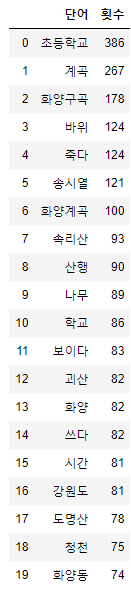 단어 횟수
0 초등학교 386
1 계곡 267
2 화양구곡 178
3 바위 124
4 죽다 124
5 송시열 121
6 화양계곡 100
7 속리산 93
8 산행 90
9 나무 89
10 학교 86
11 보이다 83
12 괴산 82
13 화양 82
14 쓰다 82
15 시간 81
16 강원도 81
17 도명산 78
18 청천 75
19 화양동 74